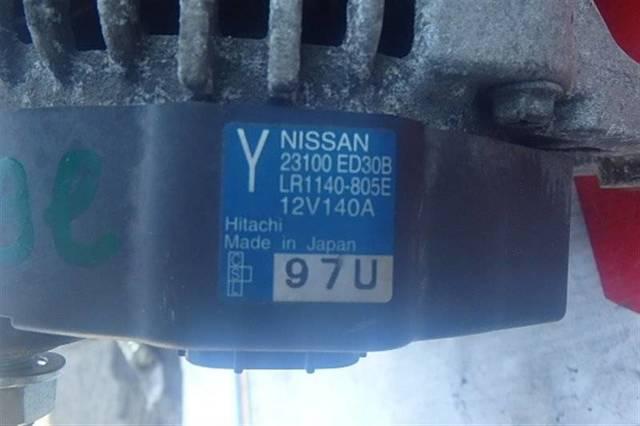 Y
NISSAN
23100 ED30B
LR1140-805E
12V140A
Hitachi
Made in Japan
97U